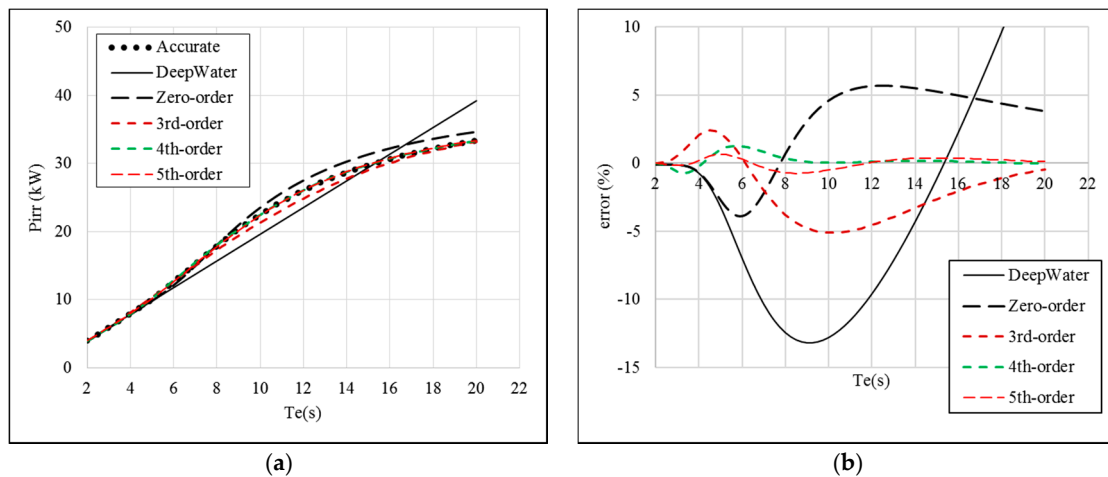 50
40
30
20
10
0
Pirr (kW)
Accurate
DeepWater
Zero-order
3rd-order
4th-order
5th-order
2 4 6 8 10 12 14 16 18 20 22
Te(s)
(a)
10
5
0
-5
-10
-15
error (%)
2 4 6 8 10 12 14 16 18 20 22
Te(s)
DeepWater
Zero-order
3rd-order
4th-order
5th-order
(b)